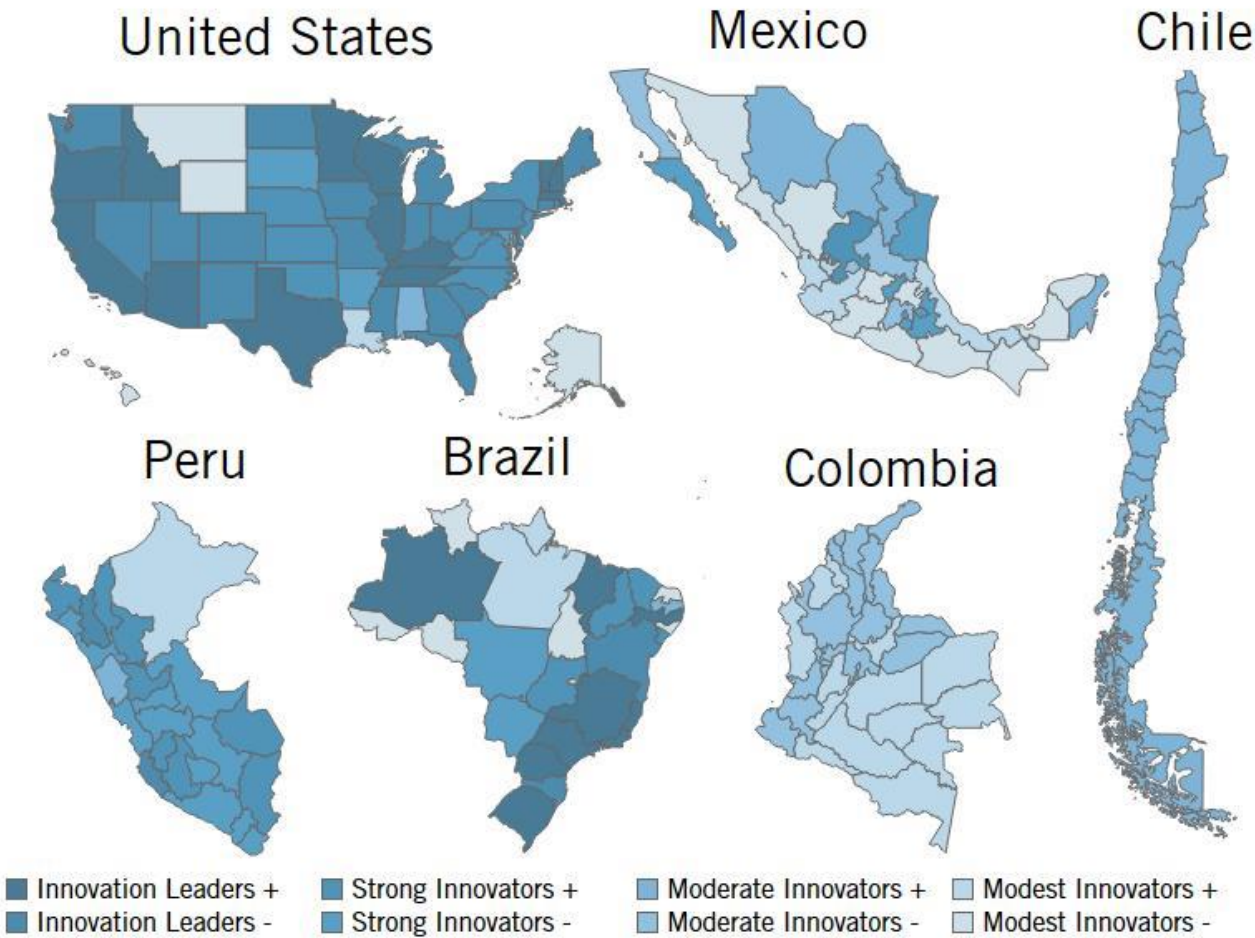 United States
Mexico
Chile
Peru
Brazil
Colombia
Innovation Leaders +
Strong Innovators +
Moderate Innovators +
Modest Innovators +
Innovation Leaders -
Strong Innovators -
Moderate Innovators -
Modest Innovators -